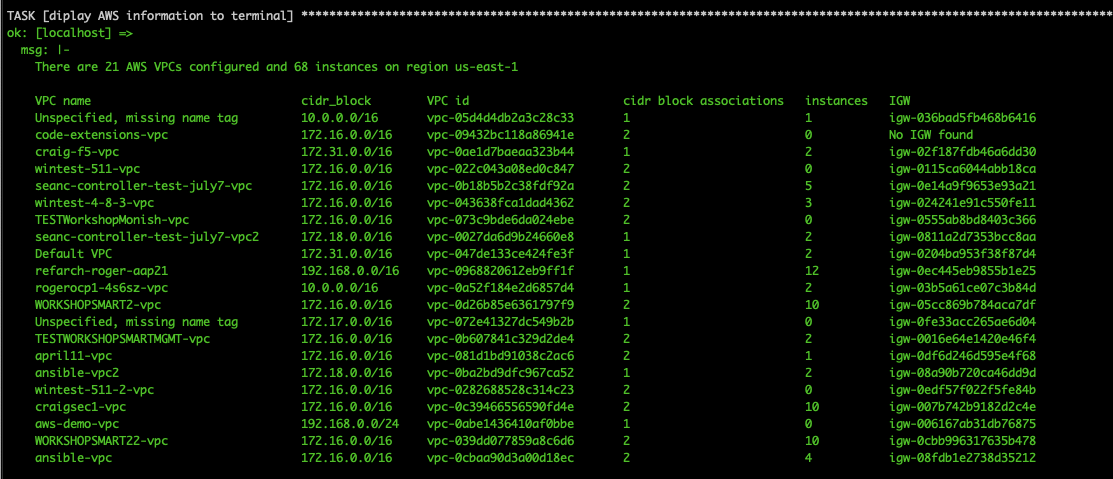 TASK [diplay AWS information to terminal] ****************************************************************************************************************
ok: [localhost] =>
msg: |-
There are 21 AWS VPCs configured and 68 instances on region us-east-1
VPC name cidr_block VPC id cidr block associations instances IGW
Unspecified, missing name tag 10.0.0.0/16 vpc-05d4d4db2a3c28c33 1 1 igw-036bad5fb468b6416
code-extensions-vpc 172.16.0.0/16 vpc-09432bc118a86941e 2 0 No IGW found
craig-f5-vpc 172.31.0.0/16 vpc-0ae1d7baeaa323b44 1 2 igw-02f187fdb46a6dd30
wintest-511-vpc 172.16.0.0/16 vpc-022c043a08ed0c847 2 0 igw-0115ca6044abb18ca
seanc-controller-test-july7-vpc 172.16.0.0/16 vpc-0b18b5b2c38fdf92a 2 5 igw-0e14a9f9653e93a21
wintest-4-8-3-vpc 172.16.0.0/16 vpc-043638fca1dad4362 2 3 igw-024241e91c550fe11
TESTWorkshopMonish-vpc 172.16.0.0/16 vpc-073c9bde6da024ebe 2 0 igw-0555ab8bd8403c366
seanc-controller-test-july7-vpc2 172.18.0.0/16 vpc-0027da6d9b24660e8 1 2 igw-0811a2d7353bcc8aa
Default VPC 172.31.0.0/16 vpc-047de133ce424fe3f 1 2 igw-0204ba953f38f87d4
refarch-roger-aap21 192.168.0.0/16 vpc-0968820612eb9ff1f 1 12 igw-0ec445eb9855b1e25
rogerocp1-4s6sz-vpc 10.0.0.0/16 vpc-0a52f184e2d6857d4 1 2 igw-03b5a61ce07c3b84d
WORKSHOPSMART2-vpc 172.16.0.0/16 vpc-0d26b85e6361797f9 2 10 igw-05cc869b784aca7df
Unspecified, missing name tag 172.17.0.0/16 vpc-072e41327dc549b2b 1 0 igw-0fe33acc265ae6d04
TESTWORKSHOPSMARTMGMT-vpc 172.16.0.0/16 vpc-0b607841c329d2de4 2 2 igw-0016e64e1420e46f4
april11-vpc 172.16.0.0/16 vpc-081d1bd91038c2ac6 2 1 igw-0df6d246d595e4f68
ansible-vpc2 172.18.0.0/16 vpc-0ba2bd9dfc967ca52 1 2 igw-08a90b720ca46dd9d
wintest-511-2-vpc 172.16.0.0/16 vpc-0282688528c314c23 2 0 igw-0edf57f022f5fe84b
craigsec1-vpc 172.16.0.0/16 vpc-0c39466556590fd4e 2 10 igw-007b742b9182d2c4e
aws-demo-vpc 192.168.0.0/24 vpc-0abe1436410af0bbe 1 0 igw-006167ab31db76875
WORKSHOPSMART22-vpc 172.16.0.0/16 vpc-039dd077859a8c6d6 2 10 igw-0cbb996317635b478
ansible-vpc 172.16.0.0/16 vpc-0cbaa90d3a00d18ec 2 4 igw-08fdb1e2738d35212